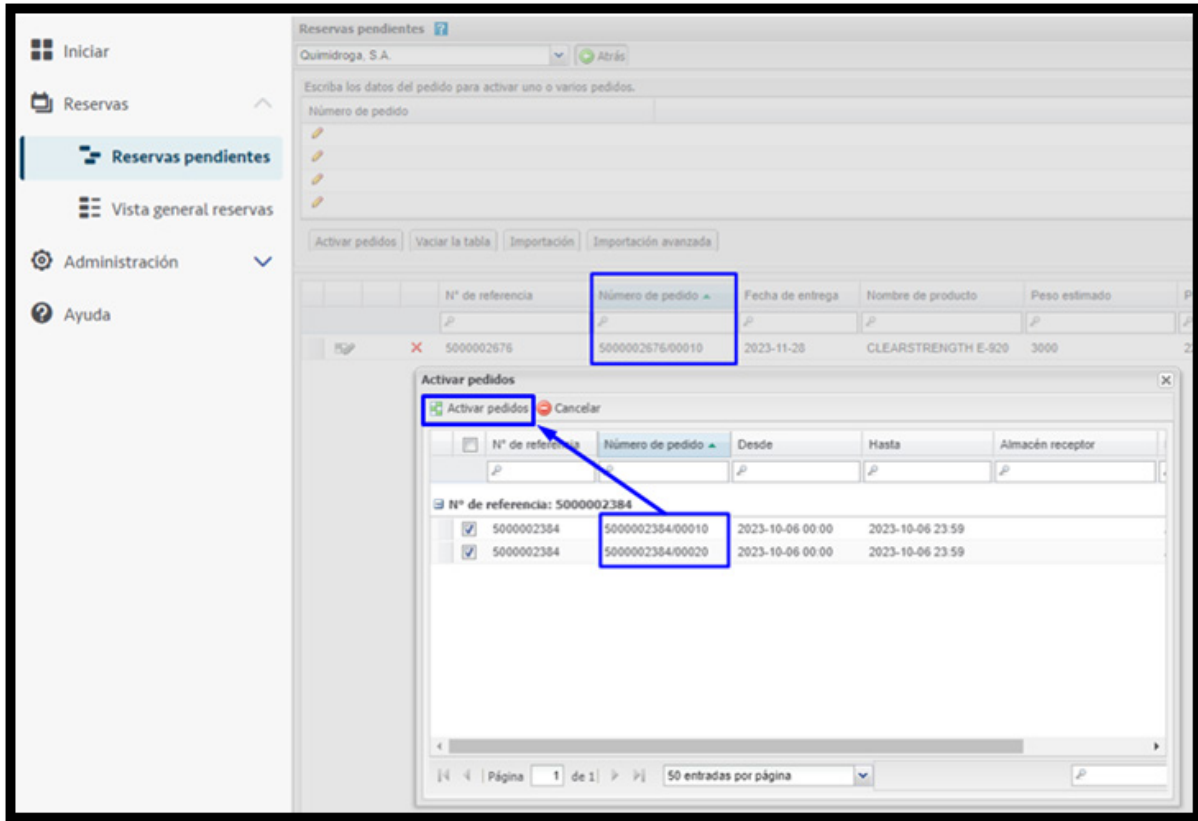 Iniciar
Reservas
Reservas pendientes
Vista general reservas
Administración
Ayuda
Reservas pendientes
Quimidroga, S.A. Atrás
Escriba los datos del pedido para activar uno o varios pedidos.
Número de pedido
Activar pedidos Vaciar la tabla Importación Importación avanzada
N° de referencia Número de pedido Fecha de entrega Nombre de producto Peso estimado P
5000002676 5000002676/00010 2023-11-28 CLEARSTRENGTH E-920 3000
Activar pedidos
Activar pedidos Cancelar
N° de referencia Número de pedido Desde Hasta Almacén receptor
N° de referencia: 5000002384
5000002384 5000002384/00010 2023-10-06 00:00 2023-10-06 23:59
5000002384 5000002384/00020 2023-10-06 00:00 2023-10-06 23:59
Página 1 de 1 50 entradas por página